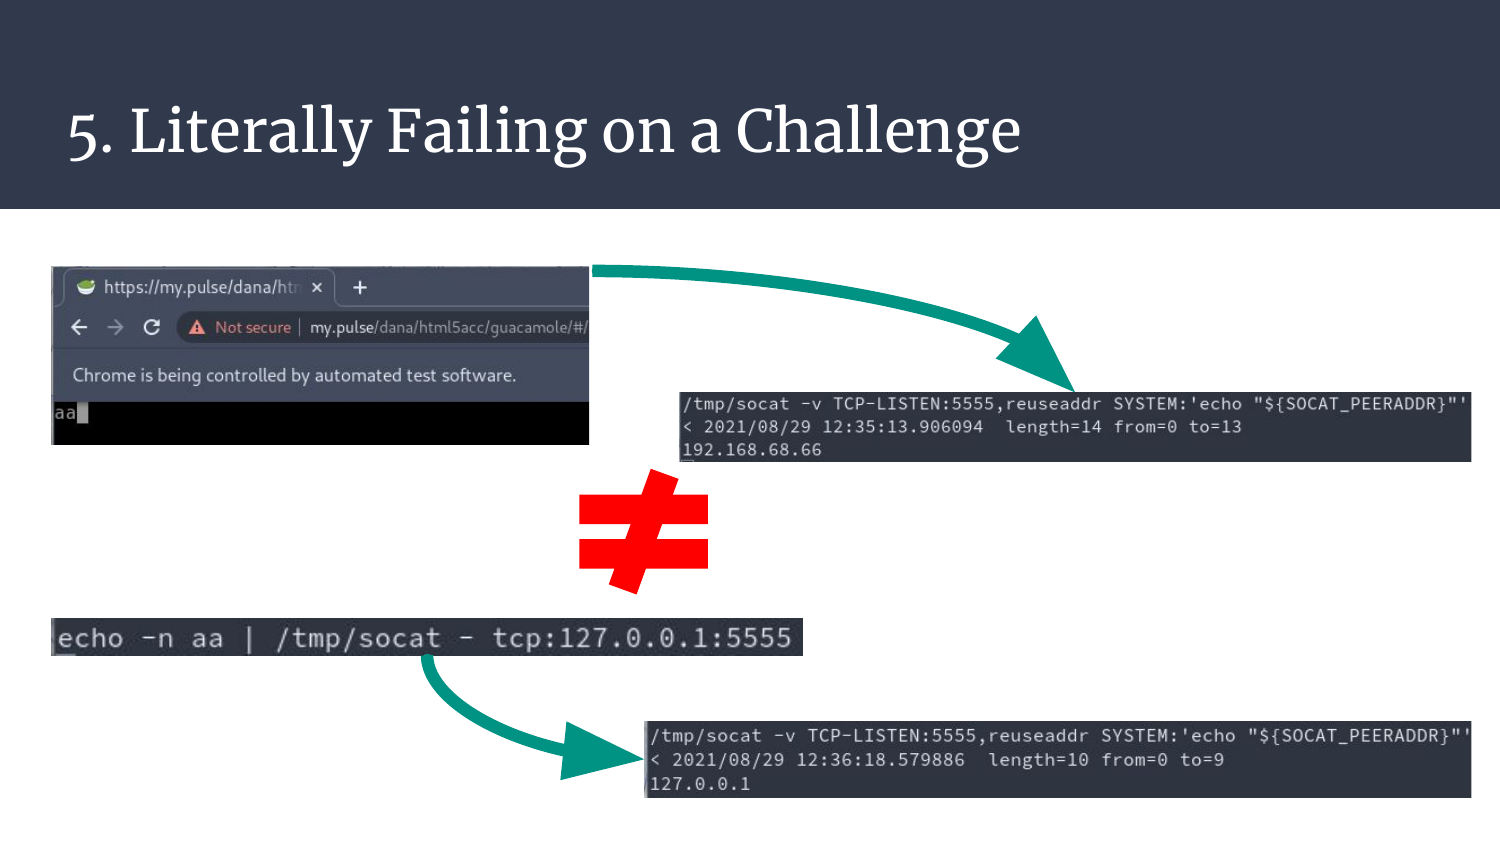 5. Literally Failing on a Challenge
https://my.pulse/dana/htm
Not secure | my.pulse/dana/html5acc/guacamole/#/
Chrome is being controlled by automated test software.
aa
/tmp/socat -v TCP-LISTEN:5555,reuseaddr SYSTEM:'echo "${SOCAT_PEERADDR}"'
< 2021/08/29 12:35:13.906094  length=14 from=0 to=13
192.168.68.66
≠
echo -n aa | /tmp/socat - tcp:127.0.0.1:5555
/tmp/socat -v TCP-LISTEN:5555,reuseaddr SYSTEM:'echo "${SOCAT_PEERADDR}"'
< 2021/08/29 12:36:18.579886  length=10 from=0 to=9
127.0.0.1